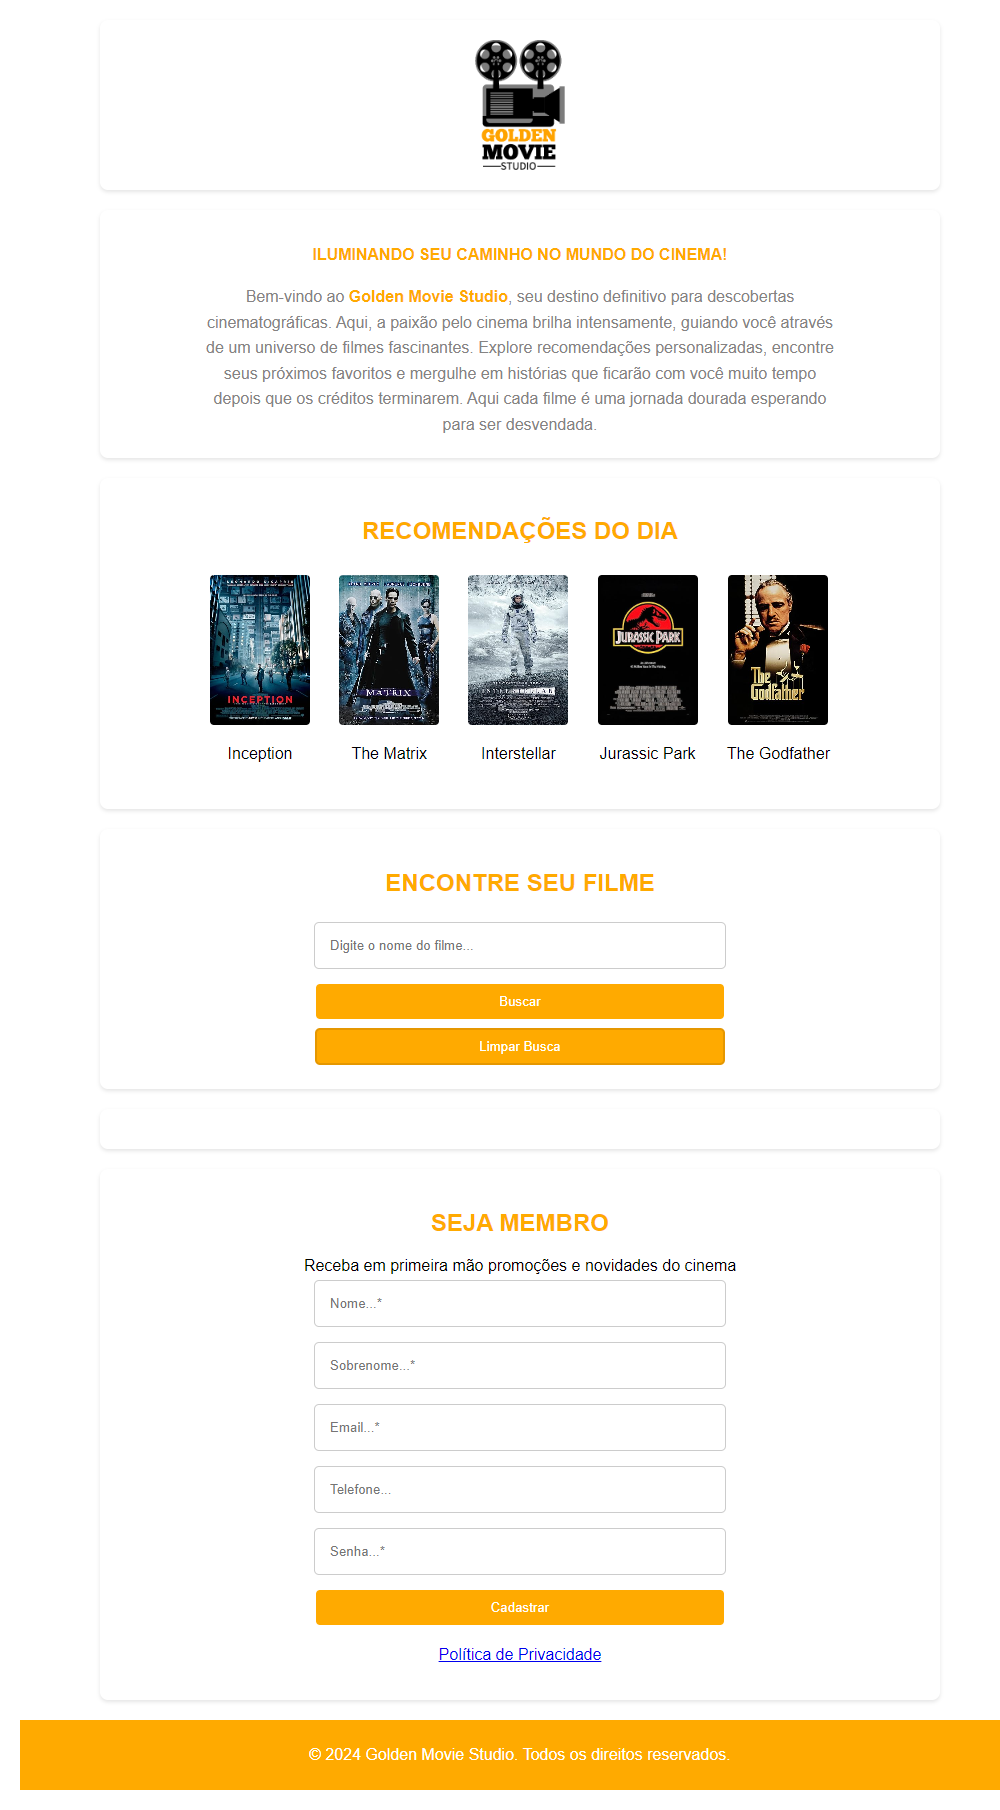 GOLDEN
MOVIE
STUDIO
ILUMINANDO SEU CAMINHO NO MUNDO DO CINEMA!
Bem-vindo ao Golden Movie Studio, seu destino definitivo para descobertas
cinematográficas. Aqui, a paixão pelo cinema brilha intensamente, guiando você através
de um universo de filmes fascinantes. Explore recomendações personalizadas, encontre
seus próximos favoritos e mergulhe em histórias que ficarão com você muito tempo
depois que os créditos terminarem. Aqui cada filme é uma jornada dourada esperando
para ser desvendada.
RECOMENDAÇÕES DO DIA
INCEPTION
MATRIX
JURASSIC PARK
The
Godfather
Inception
The Matrix
Interstellar
Jurassic Park
The Godfather
ENCONTRE SEU FILME
Digite o nome do filme...
Buscar
Limpar Busca
SEJA MEMBRO
Receba em primeira mão promoções e novidades do cinema
Nome...*
Sobrenome...*
Email...*
Telefone...
Senha...*
Cadastrar
Política de Privacidade
© 2024 Golden Movie Studio. Todos os direitos reservados.